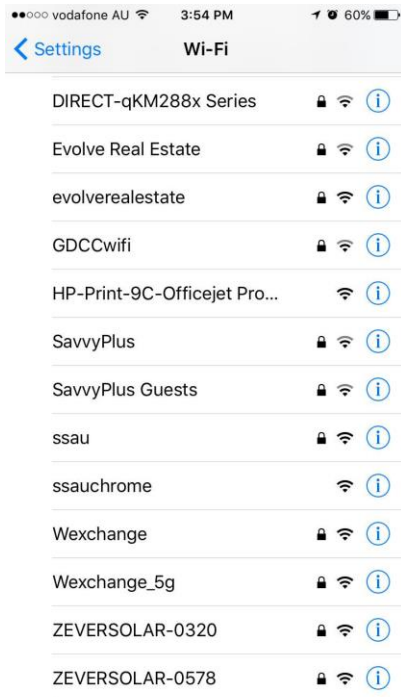 vodafone AU 3:54 PM 60%
Settings Wi-Fi
DIRECT-qKM288x Series
Evolve Real Estate
evolverealestate
GDCCwifi
HP-Print-9C-Officejet Pro...
SavvyPlus
SavvyPlus Guests
ssau
ssauchrome
Wexchange
Wexchange_5g
ZEVERSOLAR-0320
ZEVERSOLAR-0578